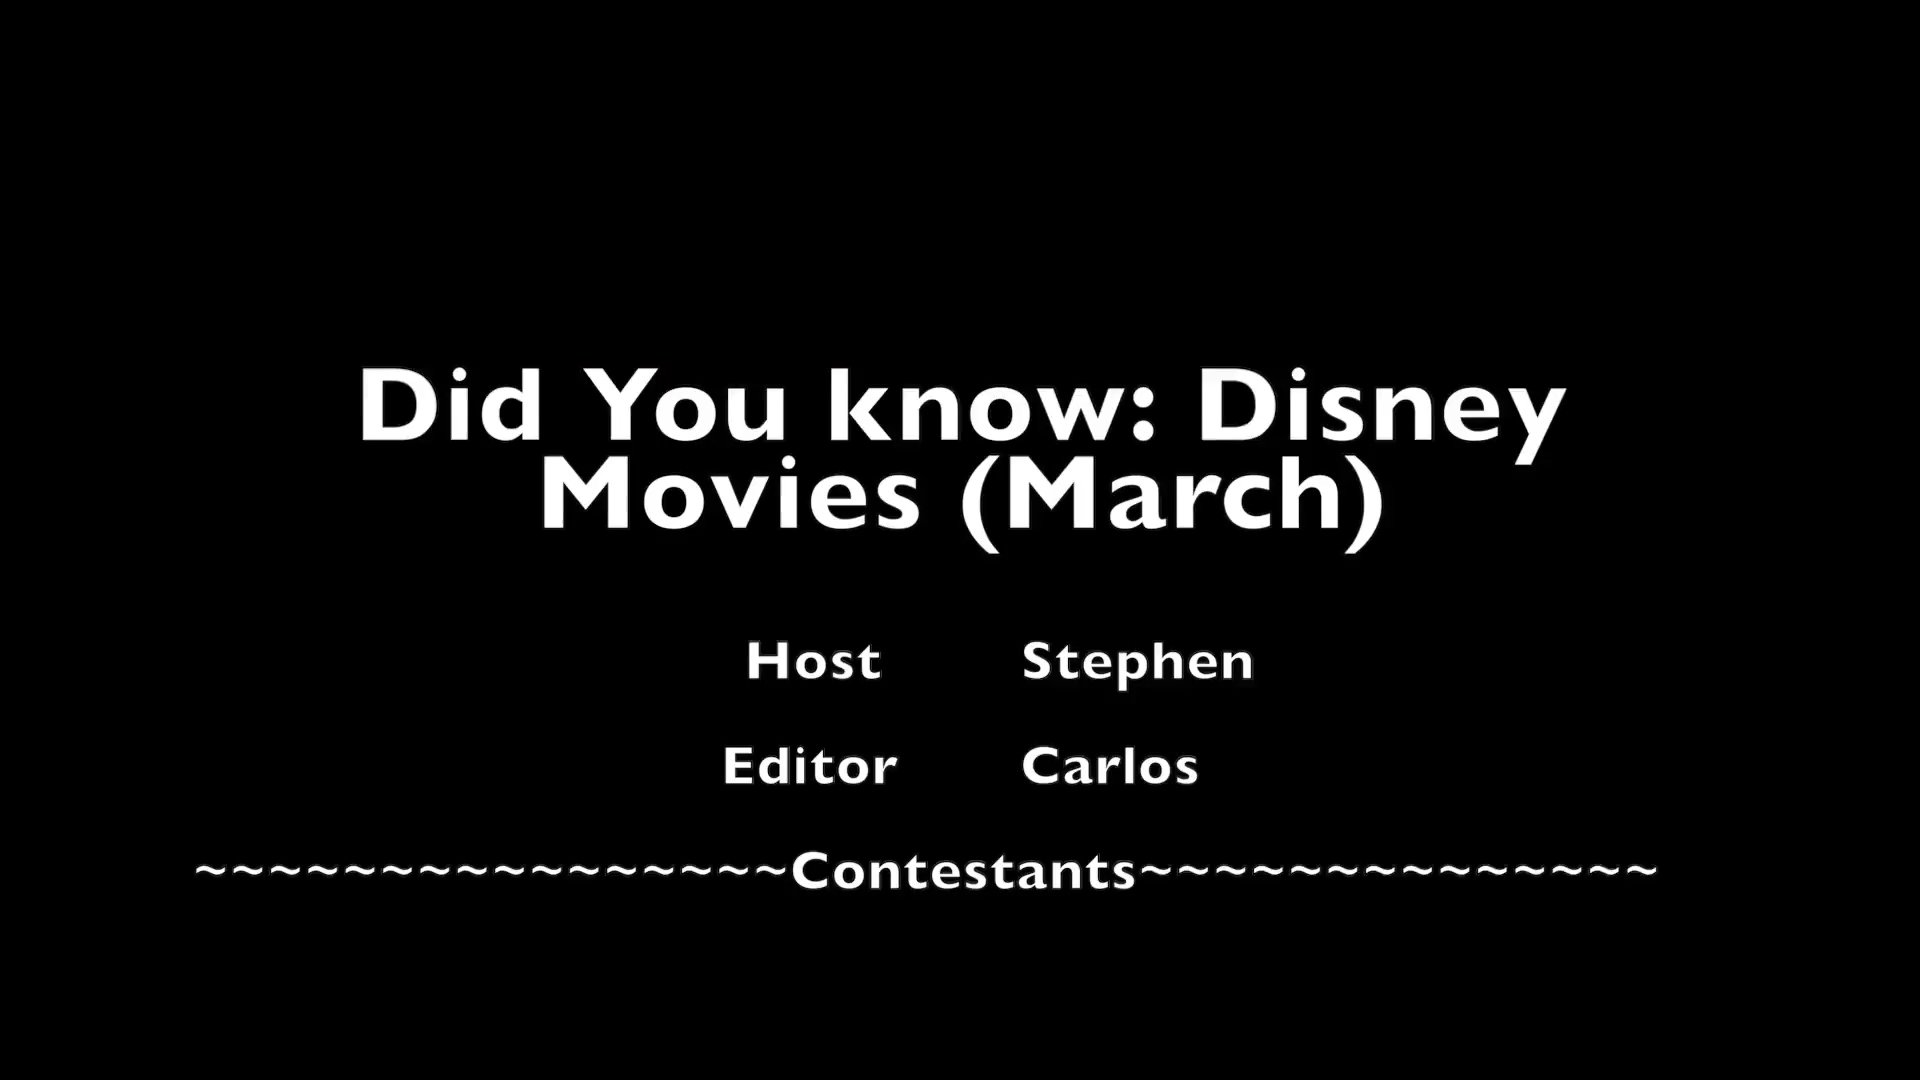 Did You know: Disney
Movies (March)
Host Stephen
Editor Carlos
~~~~~~~~~~~~~~~~Contestants~~~~~~~~~~~~~~